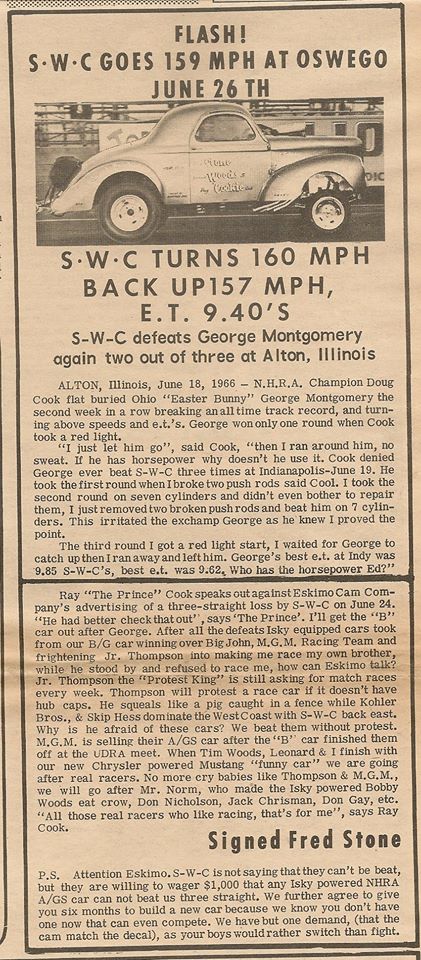 FLASH!
S·W·C GOES 159 MPH AT OSWEGO
JUNE 26 TH
Stone
Woods &
Cook
S·W·C TURNS 160 MPH
BACK UP157 MPH,
E.T. 9.40'S
S-W-C defeats George Montgomery
again two out of three at Alton, Illinois
ALTON, Illinois, June 18, 1966 — N.H.R.A. Champion Doug
Cook flat buried Ohio "Easter Bunny" George Montgomery the
second week in a row breaking an all time track record, and turn-
ing above speeds and e.t.'s. George won only one round when Cook
took a red light.
"I just let him go", said Cook, "then I ran around him, no
sweat. If he has horsepower why doesn't he use it. Cook denied
George ever beat S-W-C three times at Indianapolis-June 19. He
took the first round when I broke two push rods said Cool. I took the
second round on seven cylinders and didn't even bother to repair
them, I just removed two broken push rods and beat him on 7 cylin-
ders. This irritated the exchamp George as he knew I proved the
point.
The third round I got a red light start, I waited for George to
catch up then I ran away and left him. George's best e.t. at Indy was
9.85 S-W-C's, best e.t. was 9.62. Who has the horsepower Ed?"
Ray "The Prince" Cook speaks out against Eskimo Cam Com-
pany's advertising of a three-straight loss by S-W-C on June 24.
"He had better check that out", says 'The Prince'. I'll get the "B"
car out after George. After all the defeats Isky equipped cars took
from our B/G car winning over Big John, M.G.M. Racing Team and
frightening Jr. Thompson into making me race my own brother,
while he stood by and refused to race me, how can Eskimo talk?
Jr. Thompson the "Protest King" is still asking for match races
every week. Thompson will protest a race car if it doesn't have
hub caps. He squeals like a pig caught in a fence while Kohler
Bros., & Skip Hess dominate the West Coast with S-W-C back east.
Why is he afraid of these cars? We beat them without protest.
M.G.M. is selling their A/GS car after the "B" car finished them
off at the UDRA meet. When Tim Woods, Leonard & I finish with
our new Chrysler powered Mustang "funny car" we are going
after real racers. No more cry babies like Thompson & M.G.M.,
we will go after Mr. Norm, who made the Isky powered Bobby
Woods eat crow, Don Nicholson, Jack Chrisman, Don Gay, etc.
"All those real racers who like racing, that's for me", says Ray
Cook.
Signed Fred Stone
P.S. Attention Eskimo. S-W-C is not saying that they can't be beat,
but they are willing to wager $1,000 that any Isky powered NHRA
A/GS car can not beat us three straight. We further agree to give
you six months to build a new car because we know you don't have
one now that can even compete. We have but one demand, (that the
cam match the decal), as your boys would rather switch than fight.